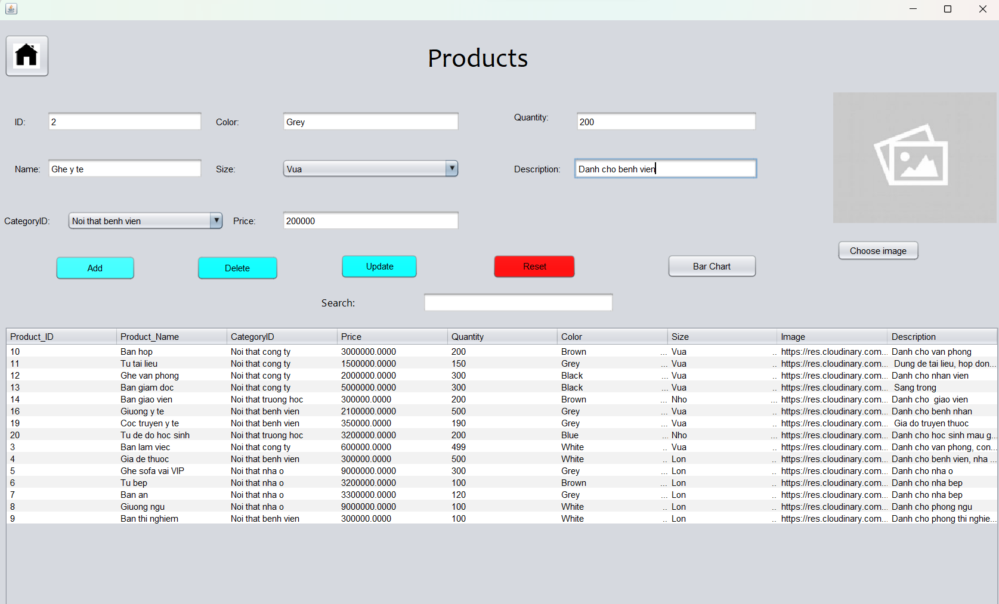 Products
ID: 2 Color: Grey Quantity: 200
Name: Ghe y te Size: Vua Description: Danh cho benh vien
CategoryID: Noi that benh vien Price: 200000
Choose image
Add Delete Update Reset Bar Chart
Search:
Product_ID Product_Name CategoryID Price Quantity Color Size Image Description
10 Ban hop Noi that cong ty 3000000.0000 200 Brown ... Vua .. https://res.cloudinary.com... Danh cho van phong
11 Tu tai lieu Noi that cong ty 1500000.0000 150 Grey ... Vua .. https://res.cloudinary.com... Dung de tai lieu, hop don...
12 Ghe van phong Noi that cong ty 2000000.0000 300 Black ... Vua .. https://res.cloudinary.com... Danh cho nhan vien
13 Ban giam doc Noi that cong ty 5000000.0000 300 Black ... Vua .. https://res.cloudinary.com... Sang trong
14 Ban giao vien Noi that truong hoc 300000.0000 200 Brown ... Nho ... https://res.cloudinary.com... Danh cho  giao vien
16 Giuong y te Noi that benh vien 2100000.0000 500 Grey ... Vua .. https://res.cloudinary.com... Danh cho benh nhan
19 Coc truyen y te Noi that benh vien 350000.0000 190 Grey ... Vua .. https://res.cloudinary.com... Gia do truyen thuoc
20 Tu de do hoc sinh Noi that truong hoc 3200000.0000 200 Blue ... Nho ... https://res.cloudinary.com... Danh cho hoc sinh mau g...
3 Ban lam viec Noi that cong ty 600000.0000 499 White .. Vua .. https://res.cloudinary.com... Danh cho van phong, con...
4 Gia de thuoc Noi that benh vien 300000.0000 500 White .. Lon .. https://res.cloudinary.com... Danh cho benh vien, nha ...
5 Ghe sofa vai VIP Noi that nha o 9000000.0000 300 Grey ... Lon .. https://res.cloudinary.com... Danh cho nha o
6 Tu bep Noi that nha o 3200000.0000 100 Brown ... Lon .. https://res.cloudinary.com... Danh cho nha bep
7 Ban an Noi that nha o 3300000.0000 120 Grey ... Lon .. https://res.cloudinary.com... Danh cho nha bep
8 Giuong ngu Noi that nha o 9000000.0000 100 White .. Lon .. https://res.cloudinary.com... Danh cho phong ngu
9 Ban thi nghiem Noi that benh vien 300000.0000 100 White .. Lon .. https://res.cloudinary.com... Danh cho phong thi nghie...